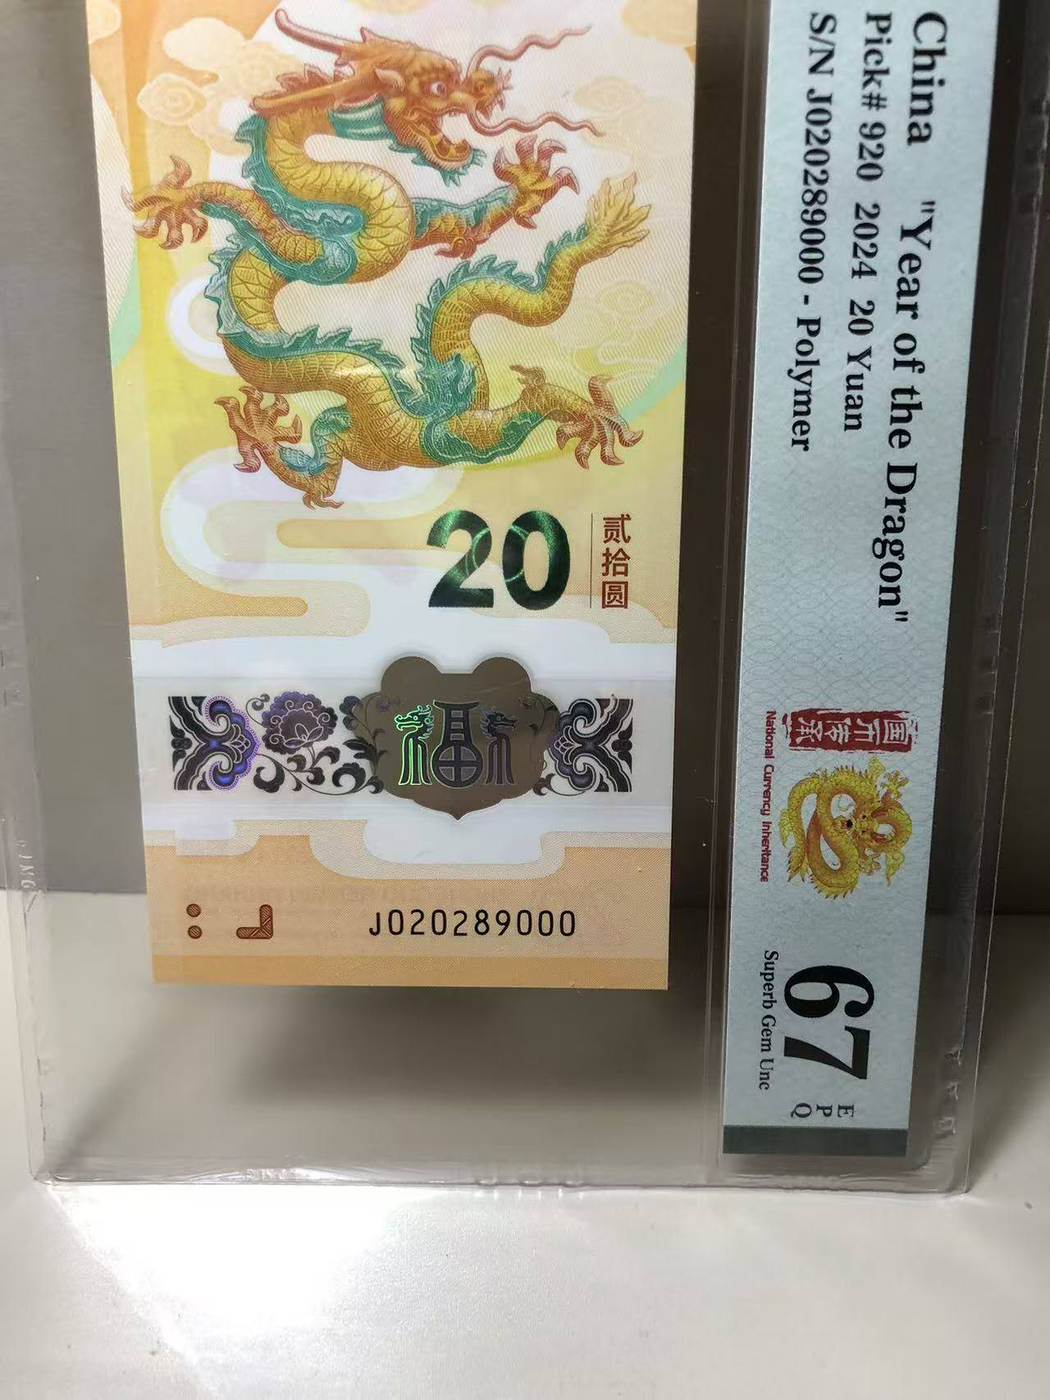 20
贰拾圆
福
J020289000
China "Year of the Dragon"
Pick# 920 2024 20 Yuan
S/N J020289000 - Polymer
国币传承
National Currency Inheritance
67
EPQ
Superb Gem Unc